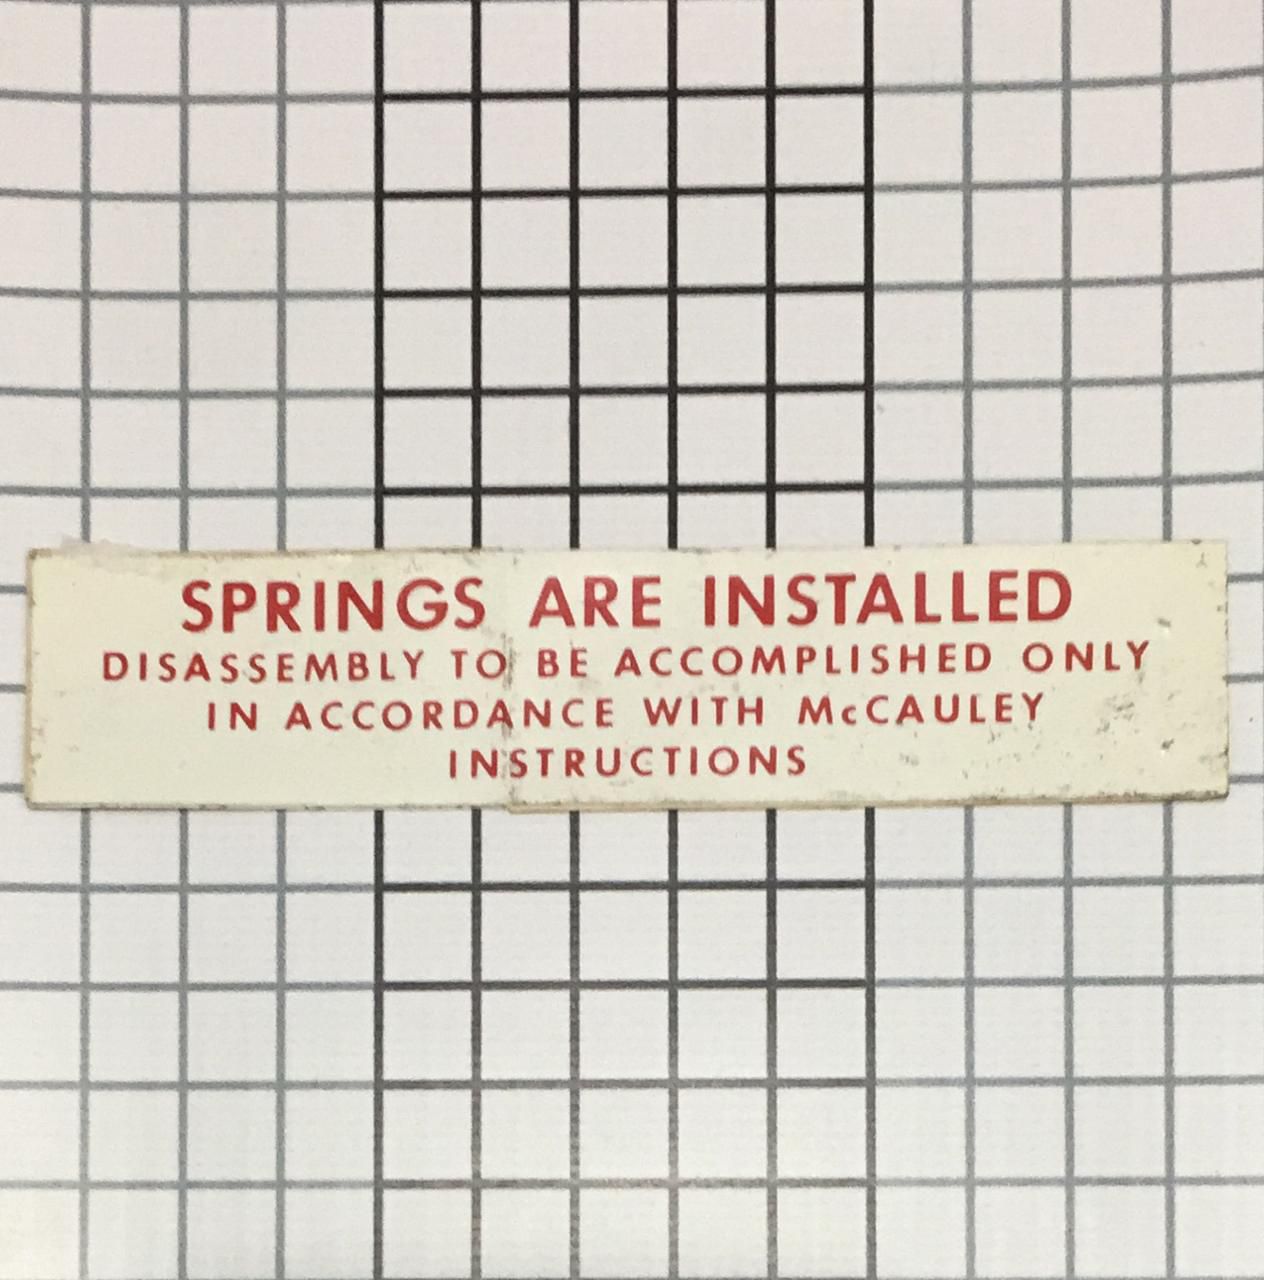 SPRINGS ARE INSTALLED
DISASSEMBLY TO BE ACCOMPLISHED ONLY
IN ACCORDANCE WITH McCAULEY
INSTRUCTIONS